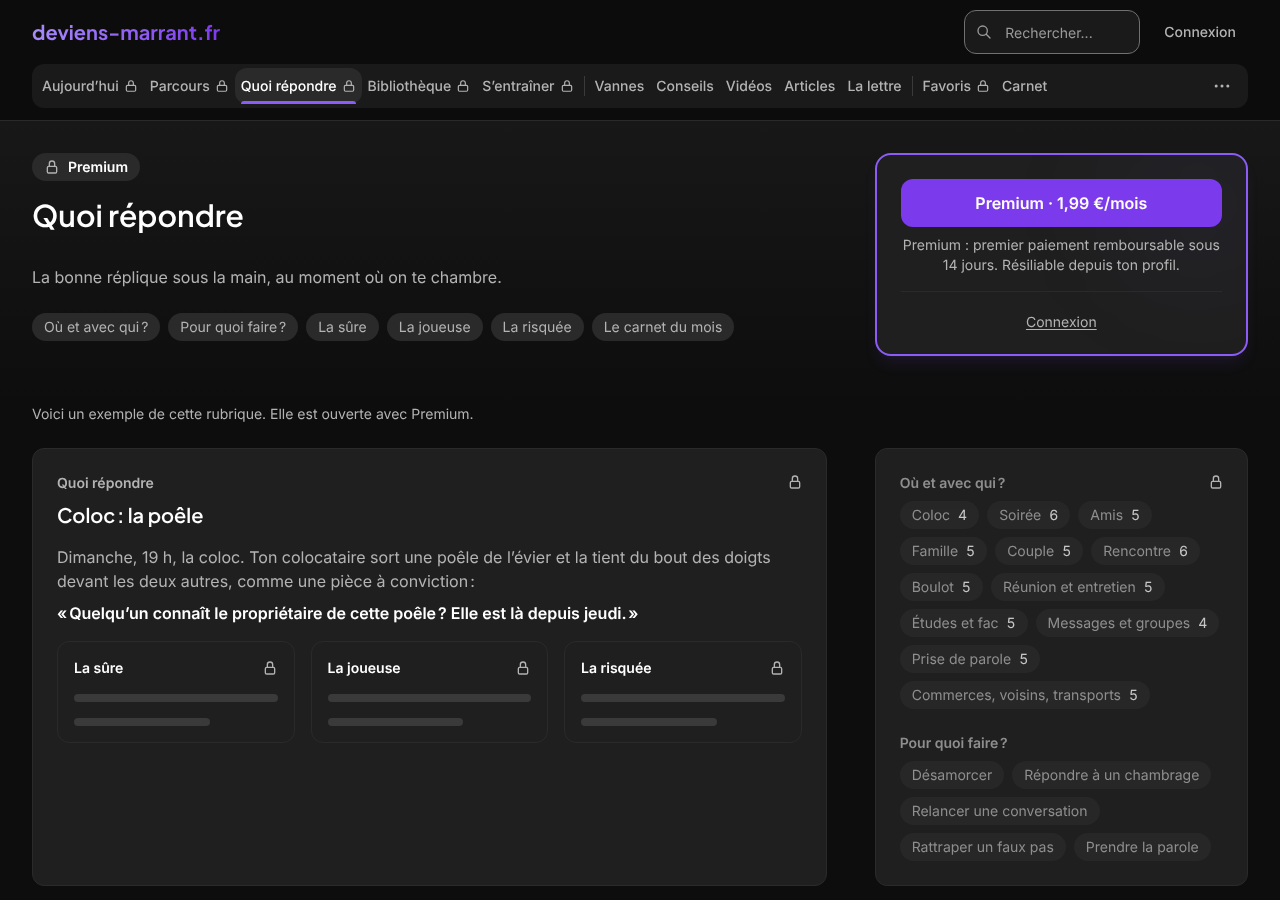 deviens-marrant.fr
Rechercher...
Connexion
Aujourd'hui Parcours Quoi répondre Bibliothèque S'entraîner Vannes Conseils Vidéos Articles La lettre Favoris Carnet
Premium
Quoi répondre
La bonne réplique sous la main, au moment où on te chambre.
Où et avec qui ? Pour quoi faire ? La sûre La joueuse La risquée Le carnet du mois
Premium · 1,99 €/mois
Premium : premier paiement remboursable sous
14 jours. Résiliable depuis ton profil.
Connexion
Voici un exemple de cette rubrique. Elle est ouverte avec Premium.
Quoi répondre
Coloc : la poêle
Dimanche, 19 h, la coloc. Ton colocataire sort une poêle de l'évier et la tient du bout des doigts
devant les deux autres, comme une pièce à conviction :
« Quelqu'un connaît le propriétaire de cette poêle ? Elle est là depuis jeudi. »
La sûre
La joueuse
La risquée
Où et avec qui ?
Coloc 4 Soirée 6 Amis 5
Famille 5 Couple 5 Rencontre 6
Boulot 5 Réunion et entretien 5
Études et fac 5 Messages et groupes 4
Prise de parole 5
Commerces, voisins, transports 5
Pour quoi faire ?
Désamorcer Répondre à un chambrage
Relancer une conversation
Rattraper un faux pas Prendre la parole